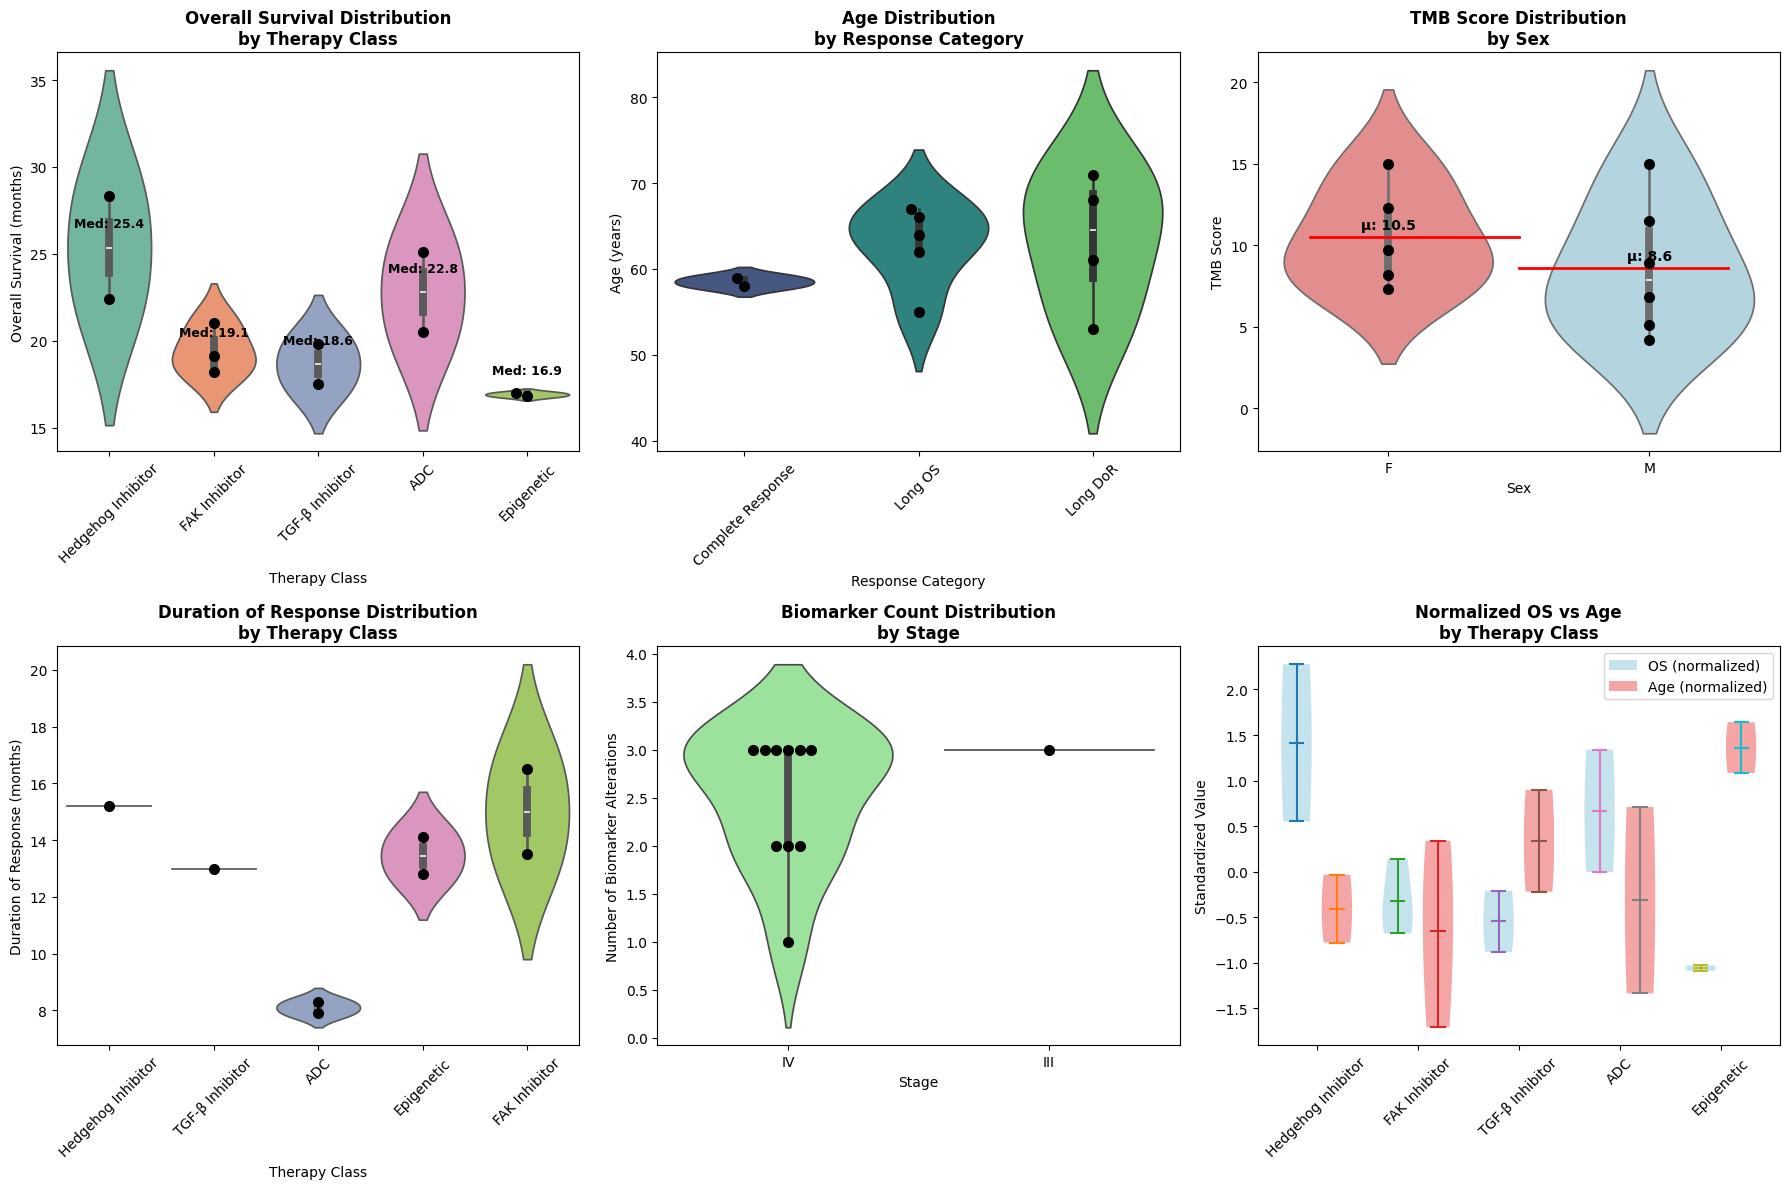 Overall Survival Distribution
by Therapy Class
Overall Survival (months)
35
30
25
20
15
Med: 25.4
Med: 19.1
Med: 18.6
Med: 22.8
Med: 16.9
Hedgehog Inhibitor
FAK Inhibitor
TGF-β Inhibitor
ADC
Epigenetic
Therapy Class
Age Distribution
by Response Category
Age (years)
80
70
60
50
40
Complete Response
Long OS
Long DoR
Response Category
TMB Score Distribution
by Sex
TMB Score
20
15
10
5
0
μ: 10.5
μ: 8.6
F
M
Sex
Duration of Response Distribution
by Therapy Class
Duration of Response (months)
20
18
16
14
12
10
8
Hedgehog Inhibitor
TGF-β Inhibitor
ADC
Epigenetic
FAK Inhibitor
Therapy Class
Biomarker Count Distribution
by Stage
Number of Biomarker Alterations
4.0
3.5
3.0
2.5
2.0
1.5
1.0
0.5
0.0
IV
III
Stage
Normalized OS vs Age
by Therapy Class
Standardized Value
2.0
1.5
1.0
0.5
0.0
−0.5
−1.0
−1.5
OS (normalized)
Age (normalized)
Hedgehog Inhibitor
FAK Inhibitor
TGF-β Inhibitor
ADC
Epigenetic